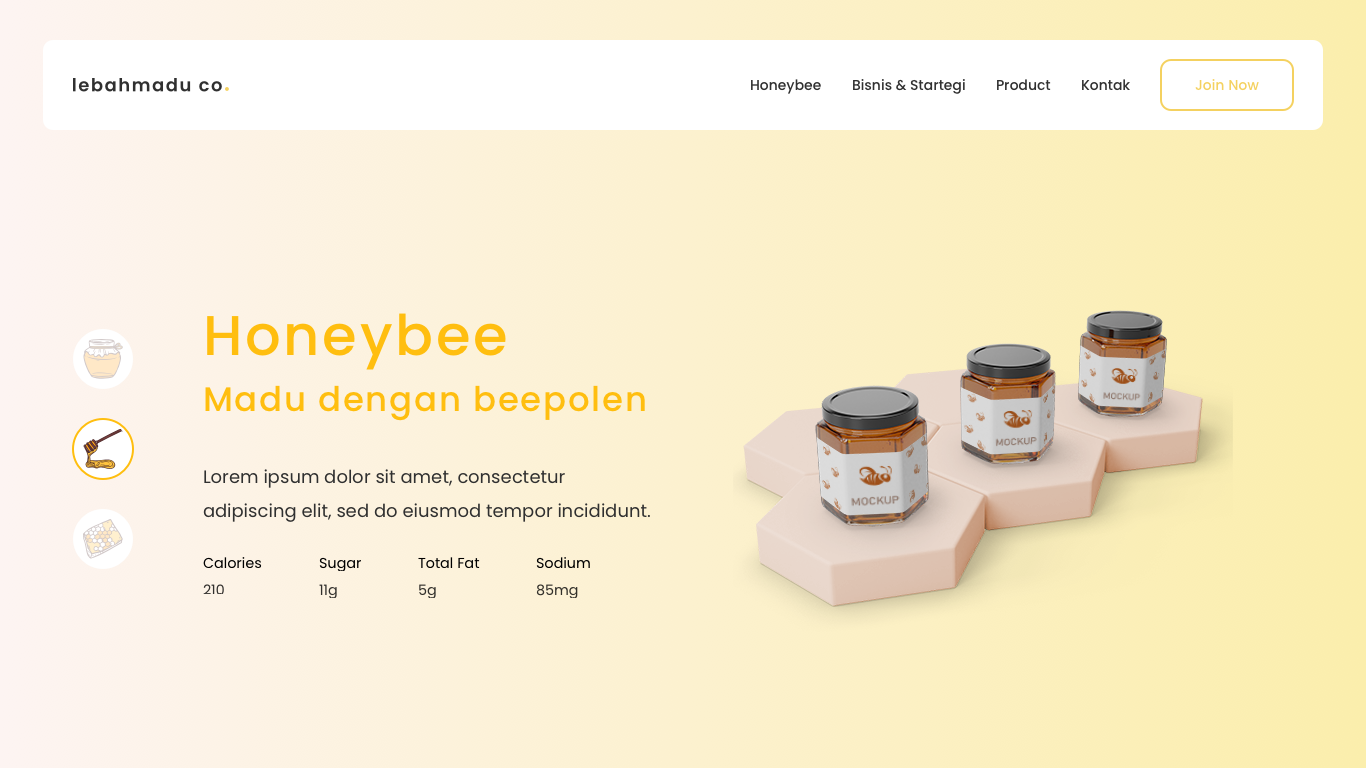 lebahmadu co.
Honeybee Bisnis & Startegi Product Kontak Join Now
Honeybee
Madu dengan beepolen
Lorem ipsum dolor sit amet, consectetur
adipiscing elit, sed do eiusmod tempor incididunt.
Calories Sugar Total Fat Sodium
210 11g 5g 85mg
MOCKUP
MOCKUP
MOCKUP